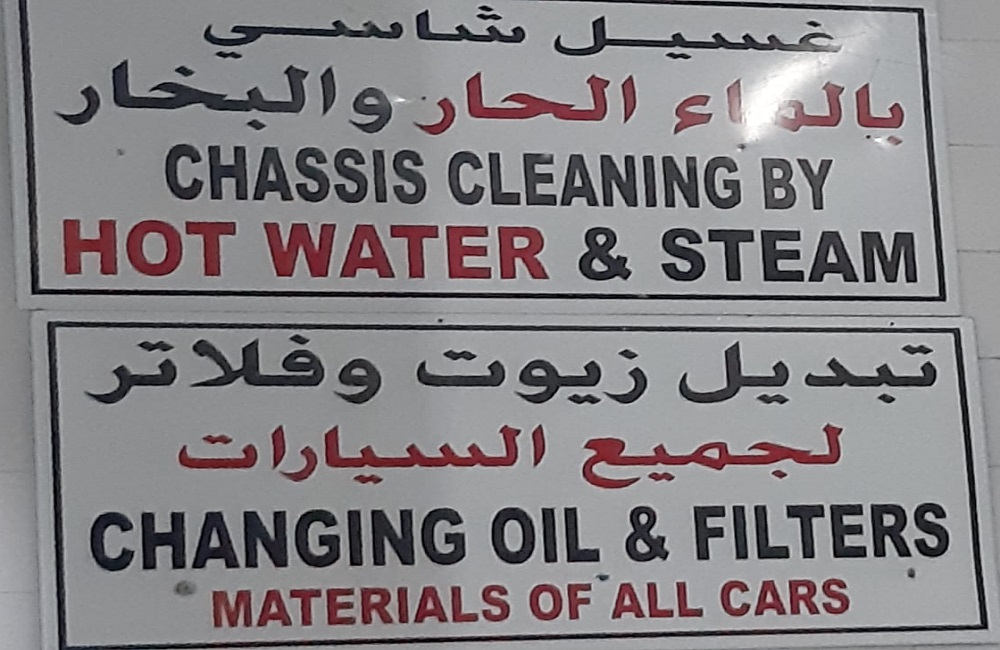 غسيل شاسي
بالماء الحار والبخار
CHASSIS CLEANING BY
HOT WATER & STEAM
تبديل زيوت وفلاتر
لجميع السيارات
CHANGING OIL & FILTERS
MATERIALS OF ALL CARS